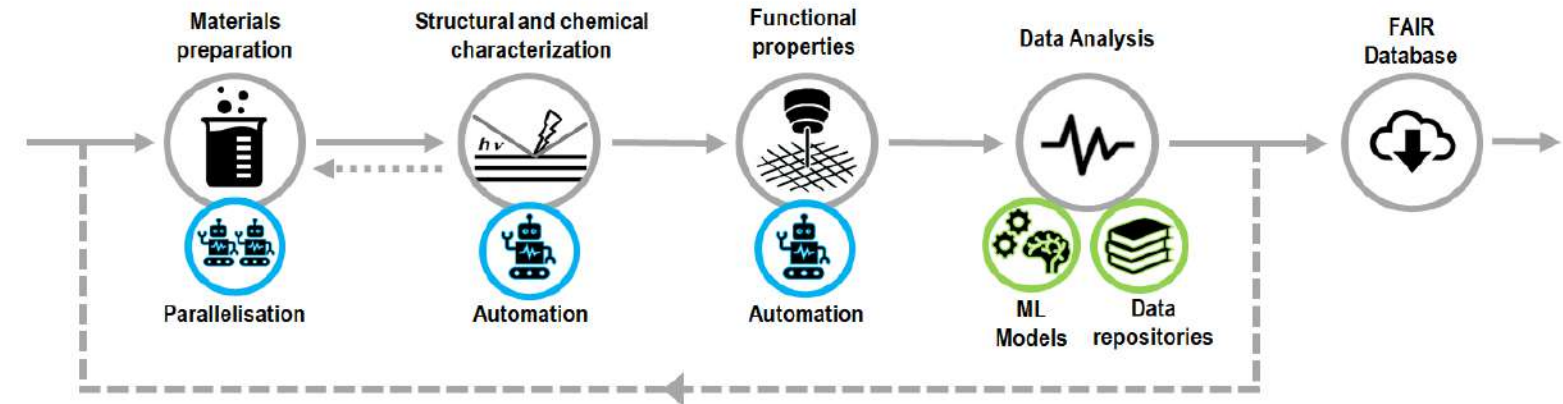 Materials
preparation
Structural and chemical
characterization
Functional
properties
Data Analysis
FAIR
Database
hν
Parallelisation
Automation
Automation
ML
Models
Data
repositories